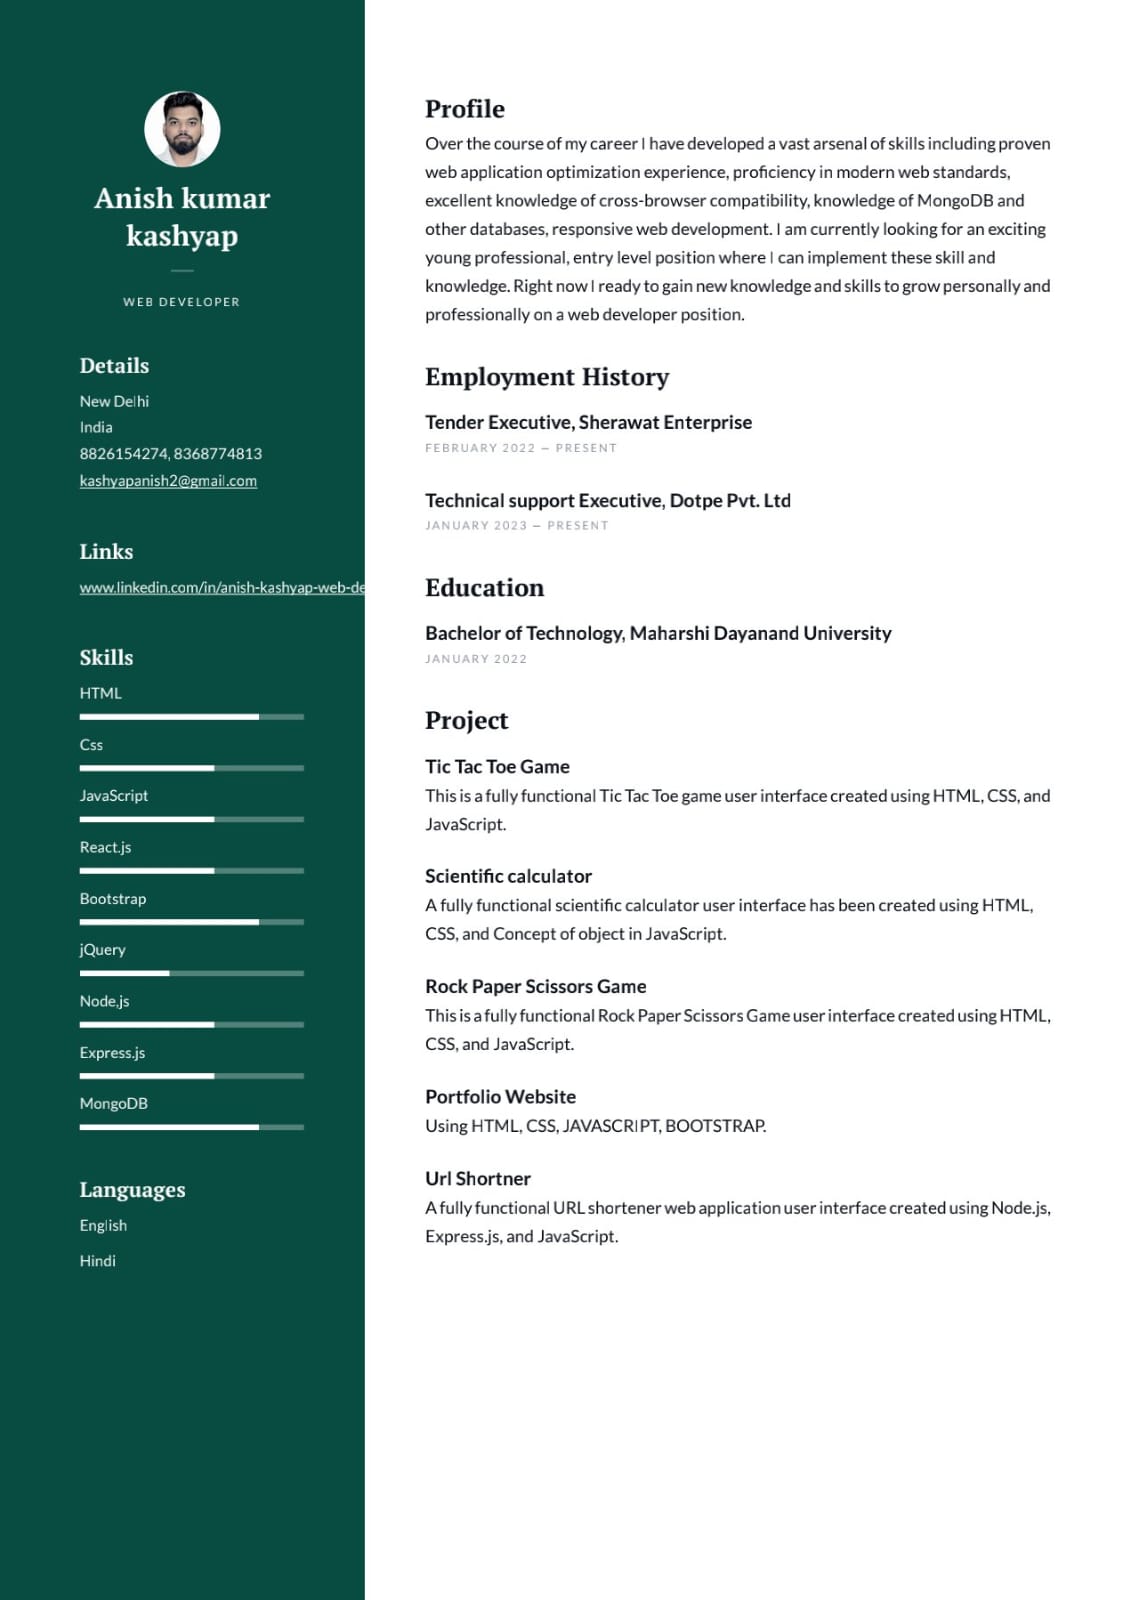 Anish kumar
kashyap
WEB DEVELOPER
Details
New Delhi
India
8826154274, 8368774813
kashyapanish2@gmail.com
Links
www.linkedin.com/in/anish-kashyap-web-de
Skills
HTML
Css
JavaScript
React.js
Bootstrap
jQuery
Node.js
Express.js
MongoDB
Languages
English
Hindi
Profile
Over the course of my career I have developed a vast arsenal of skills including proven
web application optimization experience, proficiency in modern web standards,
excellent knowledge of cross-browser compatibility, knowledge of MongoDB and
other databases, responsive web development. I am currently looking for an exciting
young professional, entry level position where I can implement these skill and
knowledge. Right now I ready to gain new knowledge and skills to grow personally and
professionally on a web developer position.
Employment History
Tender Executive, Sherawat Enterprise
FEBRUARY 2022 — PRESENT
Technical support Executive, Dotpe Pvt. Ltd
JANUARY 2023 — PRESENT
Education
Bachelor of Technology, Maharshi Dayanand University
JANUARY 2022
Project
Tic Tac Toe Game
This is a fully functional Tic Tac Toe game user interface created using HTML, CSS, and
JavaScript.
Scientific calculator
A fully functional scientific calculator user interface has been created using HTML,
CSS, and Concept of object in JavaScript.
Rock Paper Scissors Game
This is a fully functional Rock Paper Scissors Game user interface created using HTML,
CSS, and JavaScript.
Portfolio Website
Using HTML, CSS, JAVASCRIPT, BOOTSTRAP.
Url Shortner
A fully functional URL shortener web application user interface created using Node.js,
Express.js, and JavaScript.